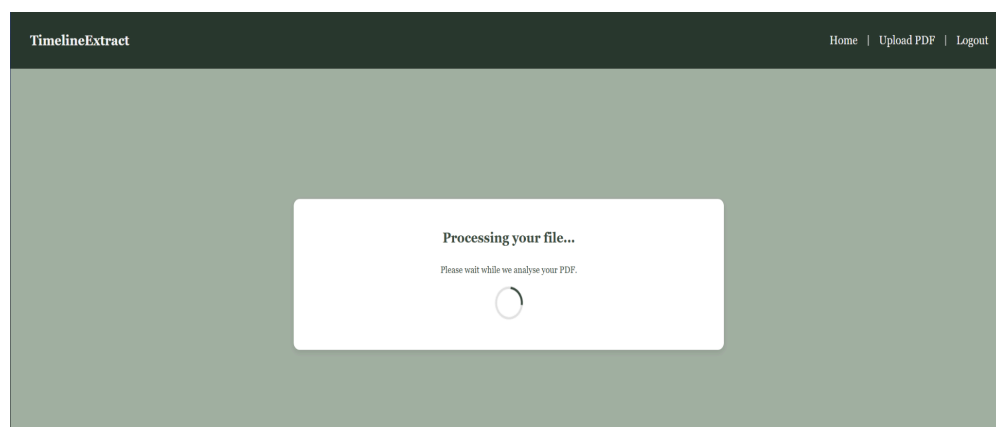 TimelineExtract
Home | Upload PDF | Logout
Processing your file...
Please wait while we analyse your PDF.